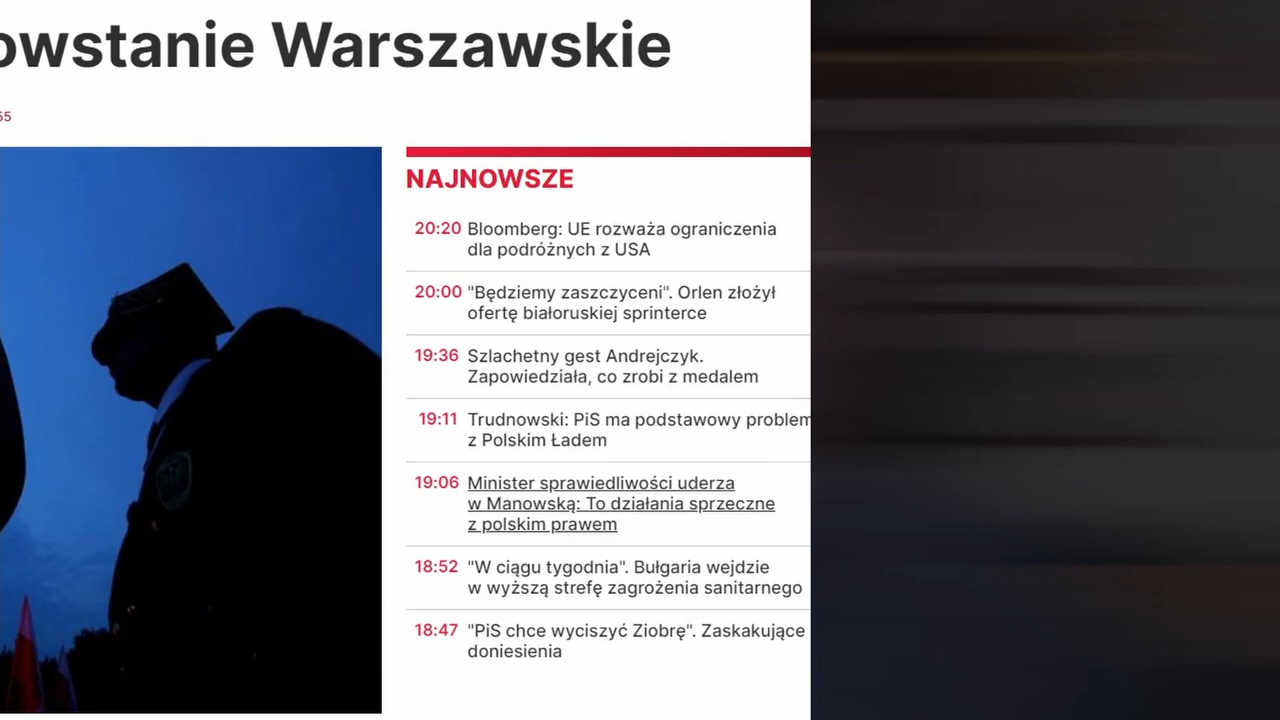 owstanie Warszawskie
55
NAJNOWSZE
20:20 Bloomberg: UE rozważa ograniczenia
dla podróżnych z USA
20:00 "Będziemy zaszczyceni". Orlen złożył
ofertę białoruskiej sprinterce
19:36 Szlachetny gest Andrejczyk.
Zapowiedziała, co zrobi z medalem
19:11 Trudnowski: PiS ma podstawowy problem
z Polskim Ładem
19:06 Minister sprawiedliwości uderza
w Manowską: To działania sprzeczne
z polskim prawem
18:52 "W ciągu tygodnia". Bułgaria wejdzie
w wyższą strefę zagrożenia sanitarnego
18:47 "PiS chce wyciszyć Ziobrę". Zaskakujące
doniesienia